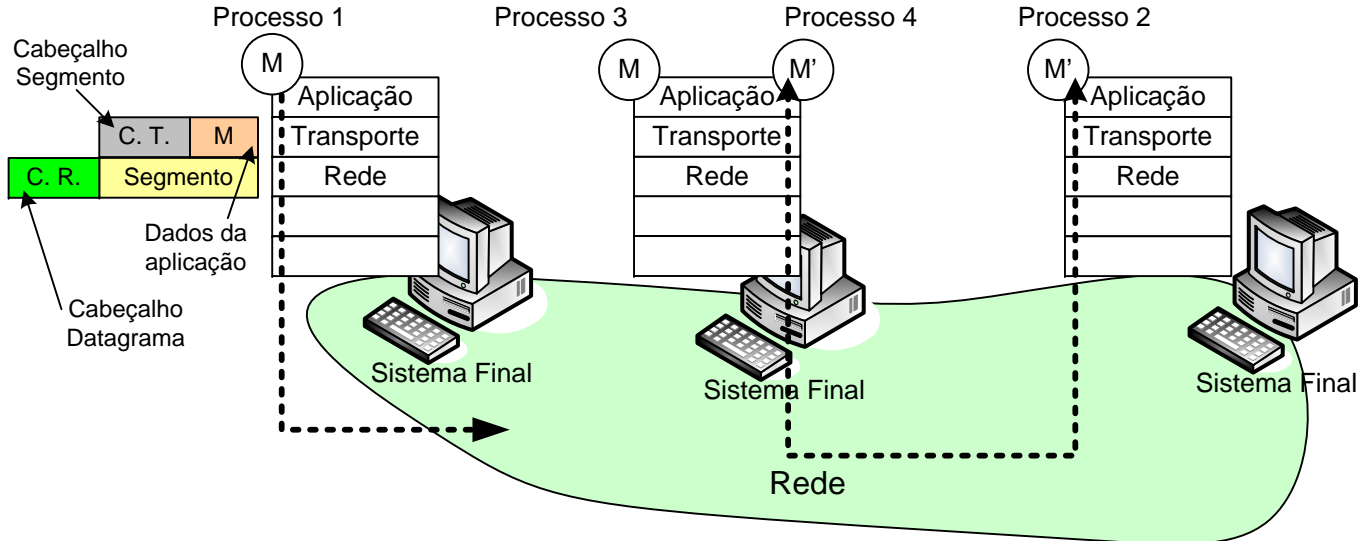 Processo 1
Processo 3
Processo 4
Processo 2
Cabeçalho
Segmento
M
M
M’
M’
Aplicação
Aplicação
Aplicação
C. T.
M
Transporte
Transporte
Transporte
C. R.
Segmento
Rede
Rede
Rede
Dados da
aplicação
Cabeçalho
Datagrama
Sistema Final
Sistema Final
Sistema Final
Rede